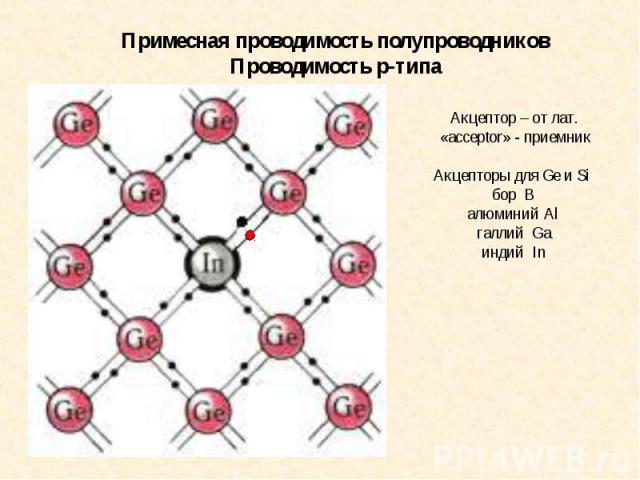 Примесная проводимость полупроводников
Проводимость p-типа
Акцептор – от лат.
«acceptor» - приемник
Акцепторы для Ge и Si
бор B
алюминий Al
галлий Ga
индий In
Ge Ge Ge
Ge Ge
Ge In Ge
Ge Ge
Ge Ge Ge
PPt4WEB.ru